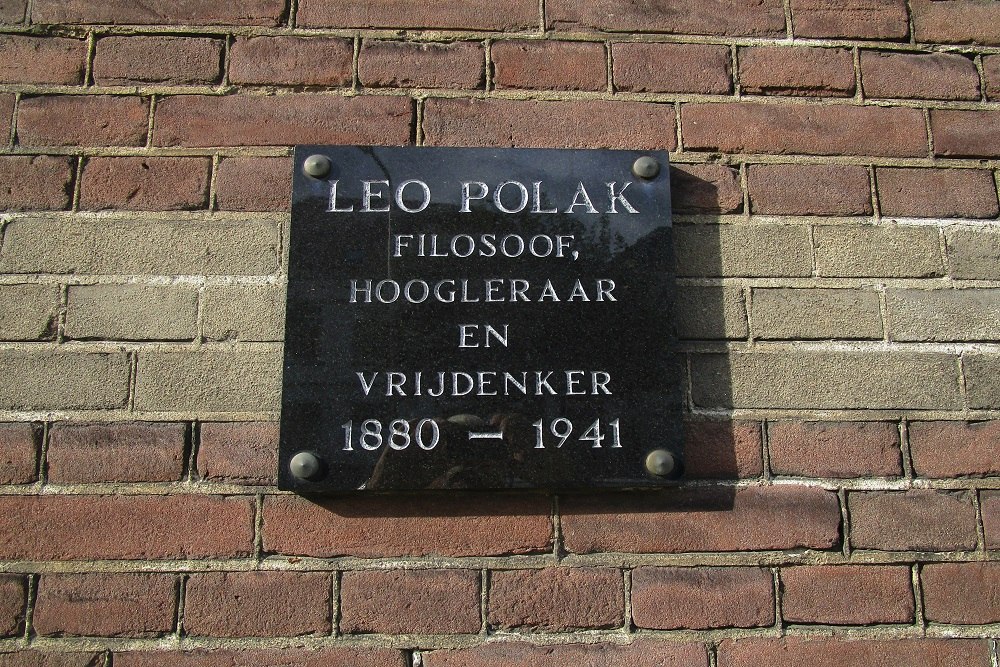 LEO POLAK
FILOSOOF,
HOOGLERAAR
EN
VRIJDENKER
1880 – 1941